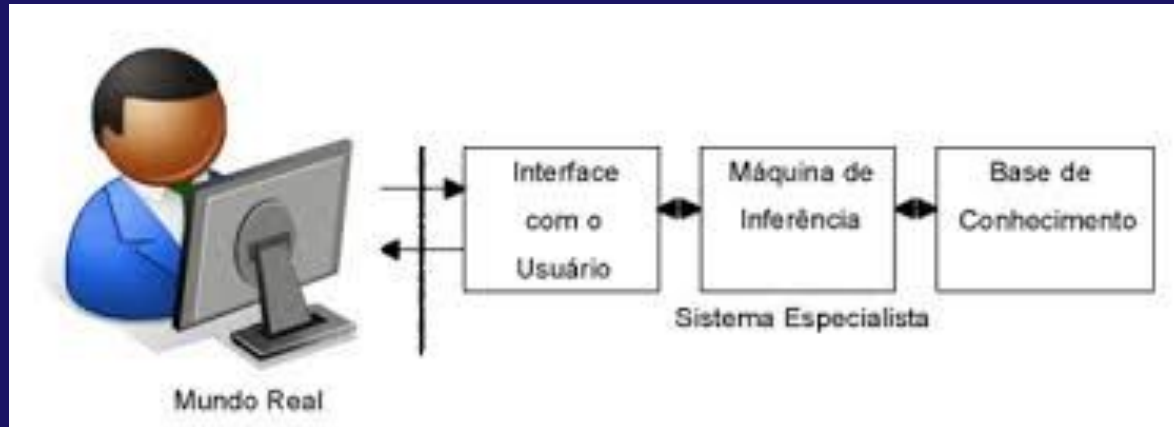 Interface
com o
Usuário
Máquina de
Inferência
Base de
Conhecimento
Sistema Especialista
Mundo Real